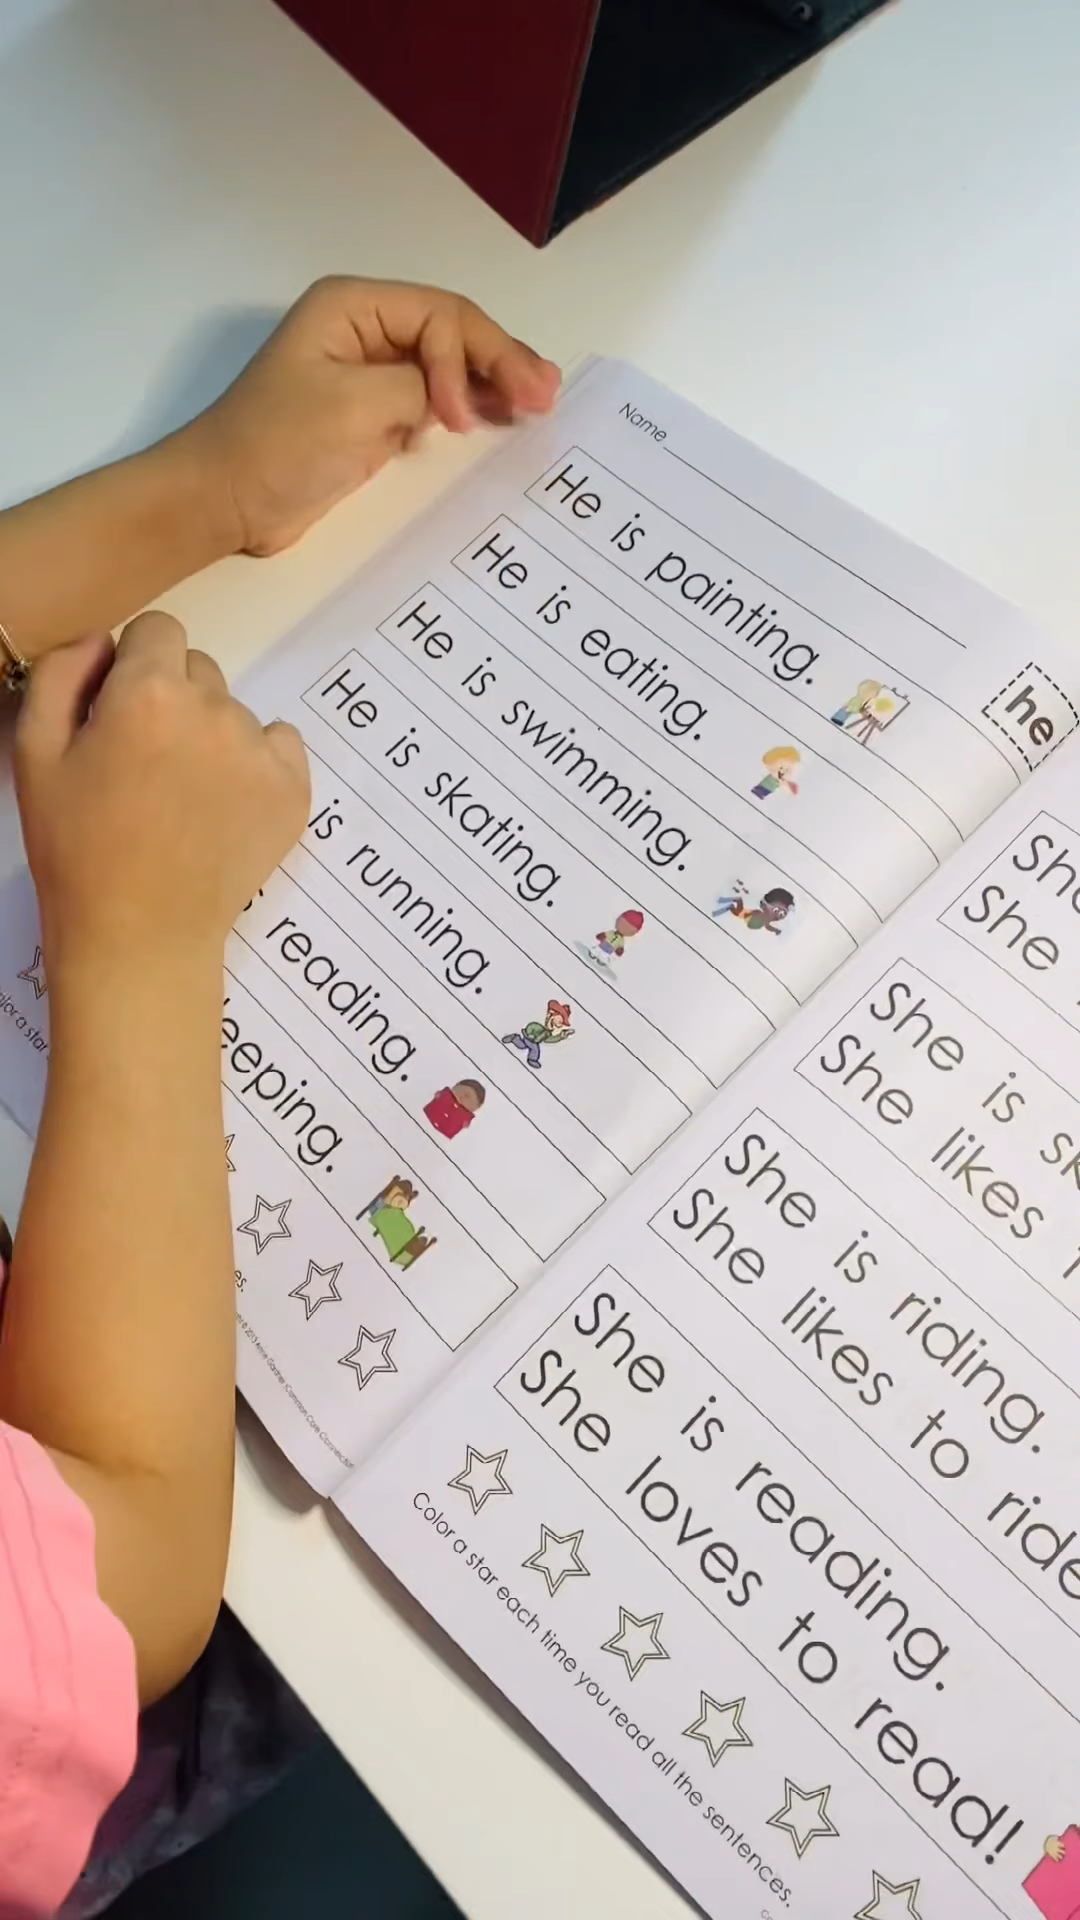 Name
He is painting.
He is eating.
He is swimming.
He is skating.
is running.
reading.
eeping.
es.
he
She
She is
She likes
She is riding.
She likes to ride
She is reading.
She loves to read!
Color a star each time you read all the sentences.